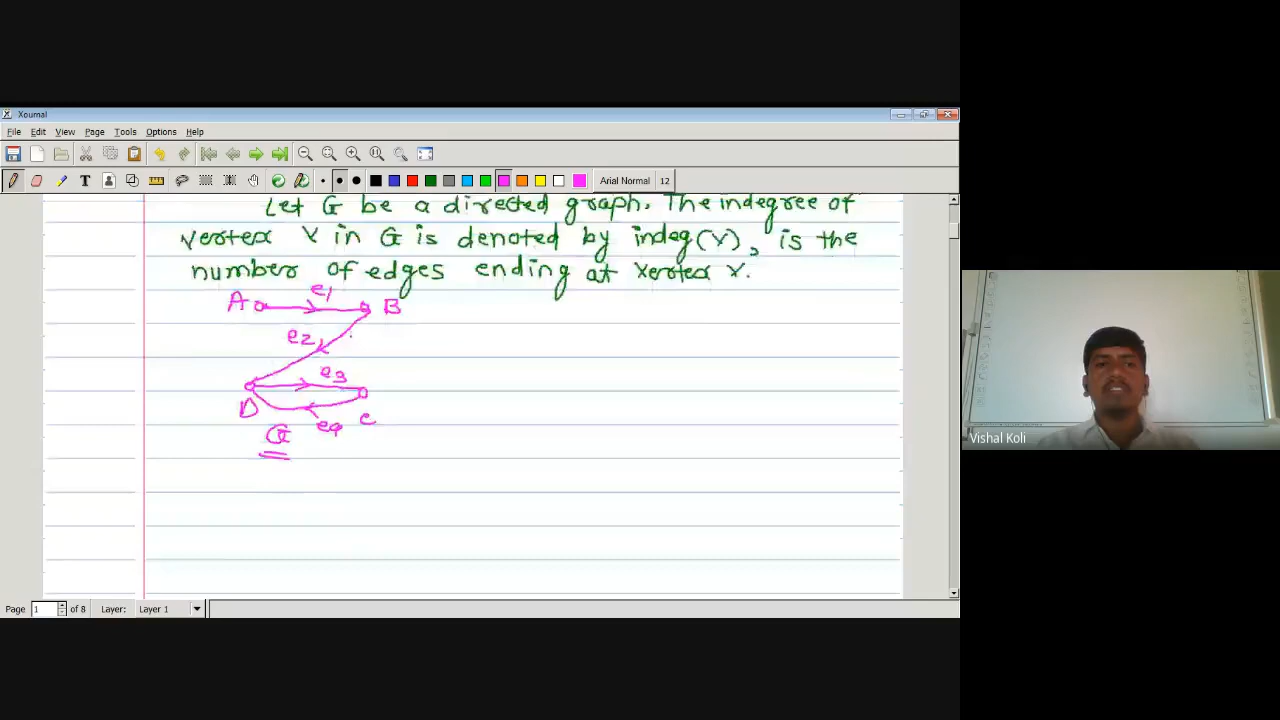 Xournal
File Edit View Page Tools Options Help
Arial Normal 12
Let G be a directed graph. The indegree of
vertex V in G is denoted by indeg(V), is the
number of edges ending at vertex V.
A e1 B
e2
e3
D e4 C
G
Page 1 of 8 Layer: Layer 1
Vishal Koli